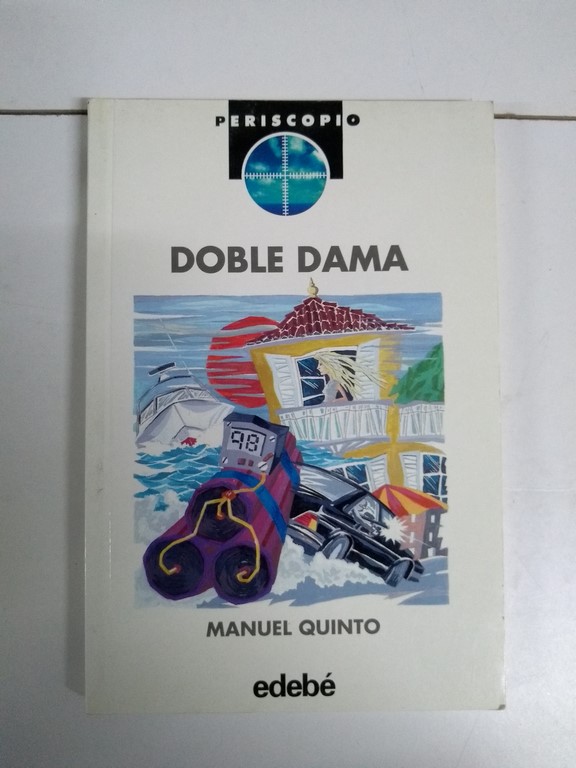 PERISCOPIO
DOBLE DAMA
98
MANUEL QUINTO
edebé